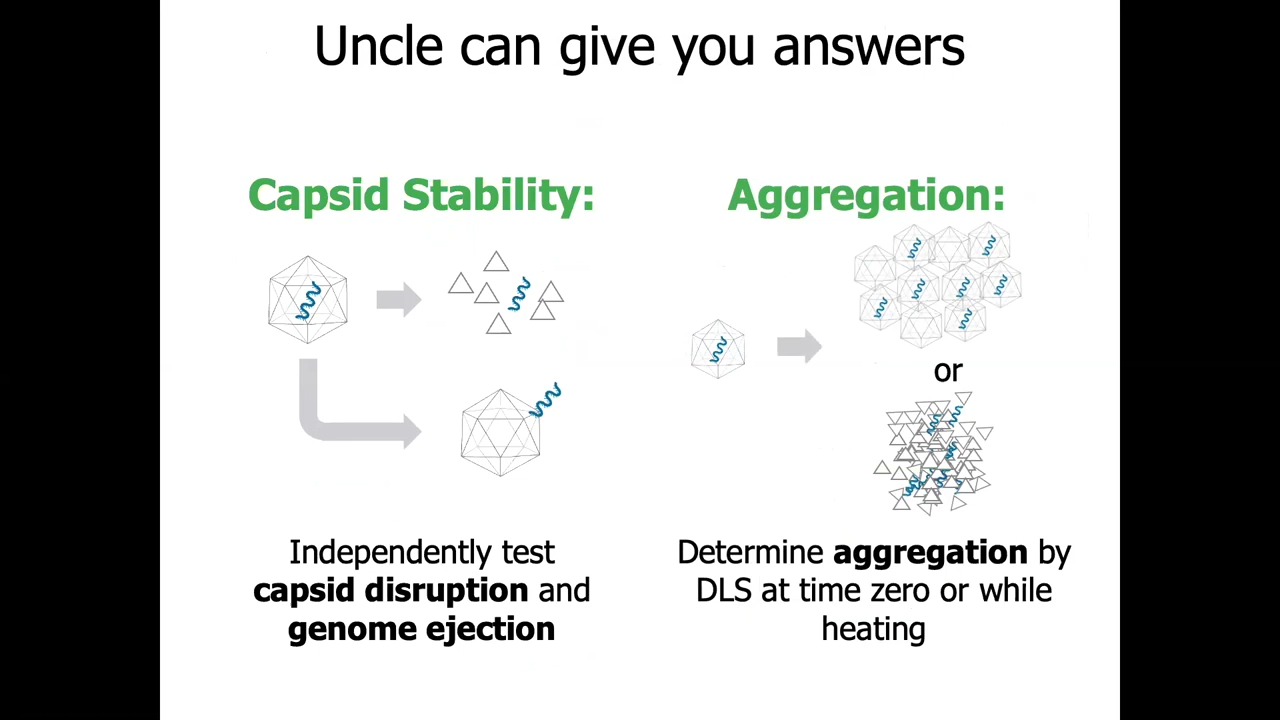 Uncle can give you answers
Capsid Stability:
Independently test
capsid disruption and
genome ejection
Aggregation:
or
Determine aggregation by
DLS at time zero or while
heating